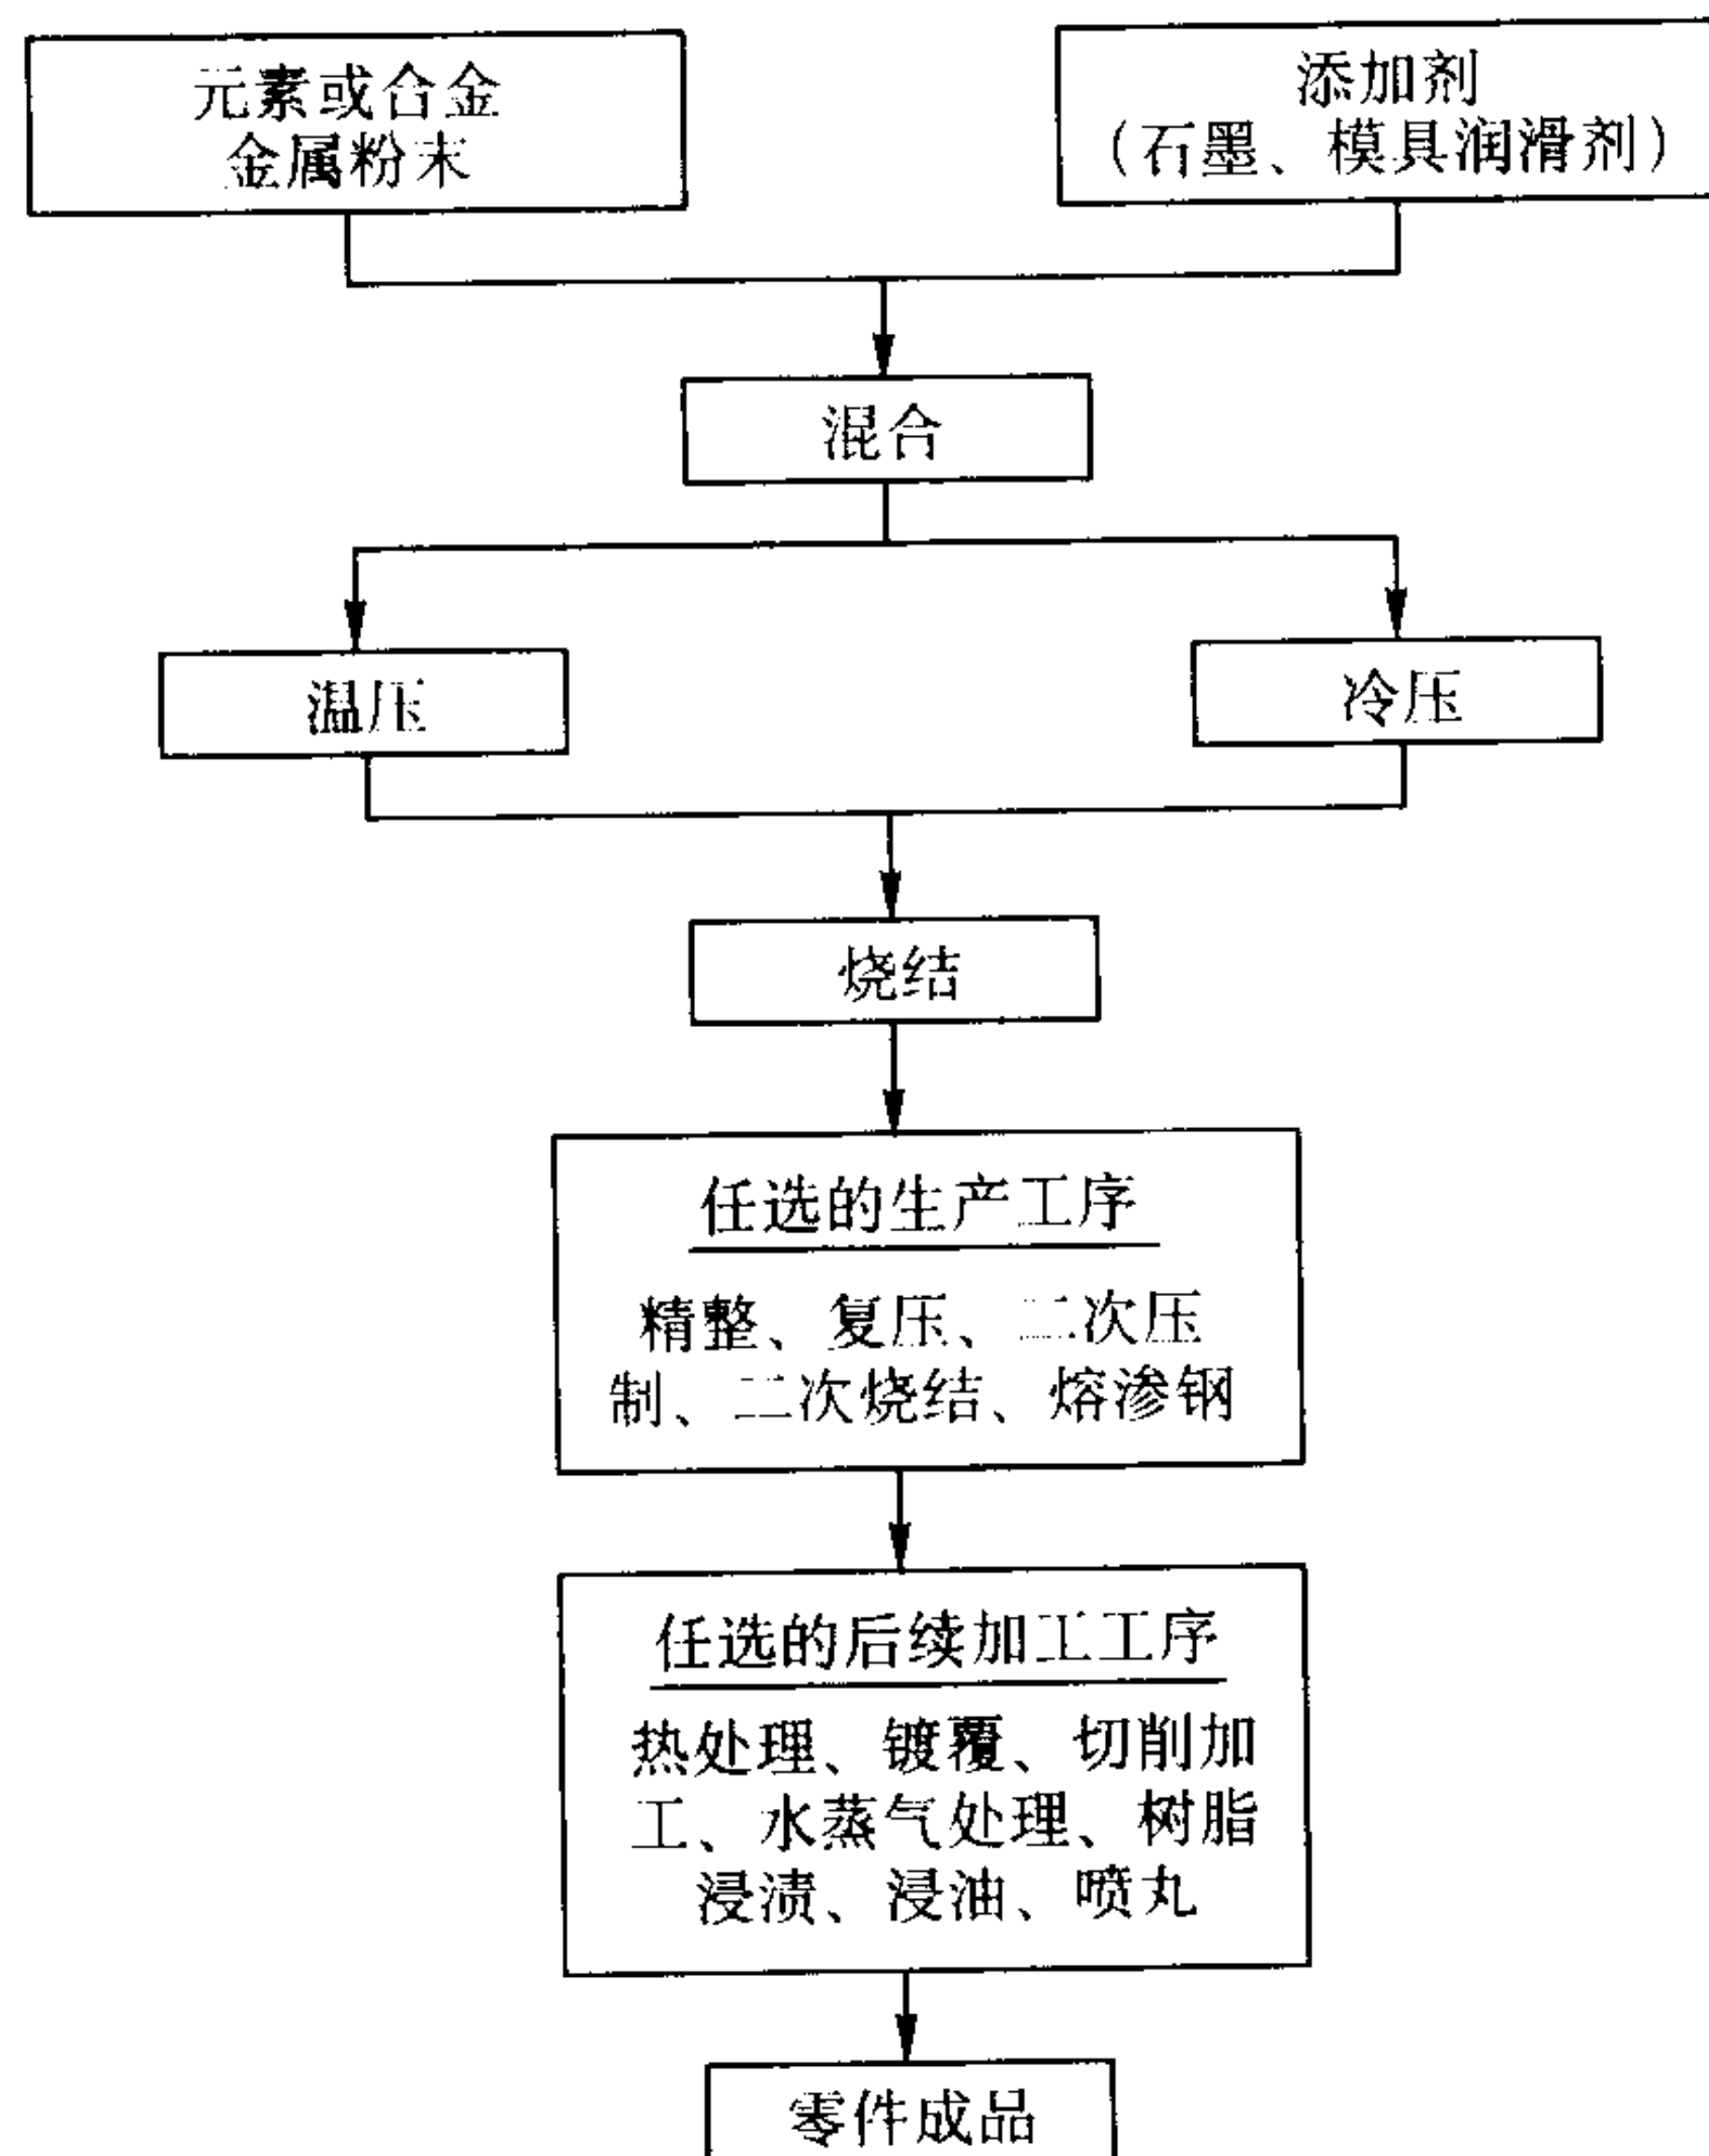 元素或合金
金属粉末
添加剂
(石墨、模具润滑剂)
混合
温压
冷压
烧结
任选的生产工序
精整、复压、二次压
制、二次烧结、熔渗钢
任选的后续加工工序
热处理、镀覆、切削加
工、水蒸气处理、树脂
浸渍、浸油、喷丸
零件成品